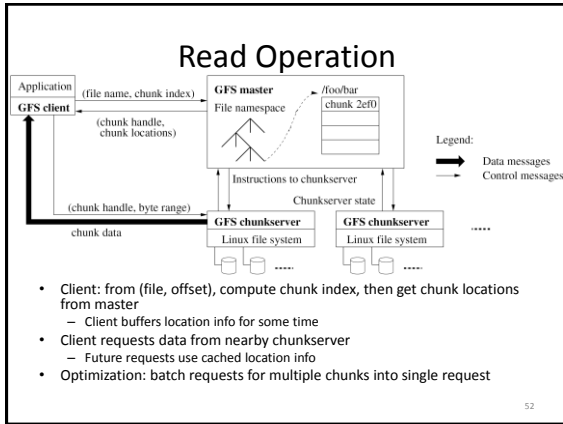 Read Operation
Application
GFS client
(file name, chunk index)
(chunk handle,
chunk locations)
GFS master
File namespace
/foo/bar
chunk 2ef0
Legend:
Data messages
Control messages
Instructions to chunkserver
Chunkserver state
(chunk handle, byte range)
chunk data
GFS chunkserver
Linux file system
GFS chunkserver
Linux file system
• Client: from (file, offset), compute chunk index, then get chunk locations
from master
– Client buffers location info for some time
• Client requests data from nearby chunkserver
– Future requests use cached location info
• Optimization: batch requests for multiple chunks into single request
52